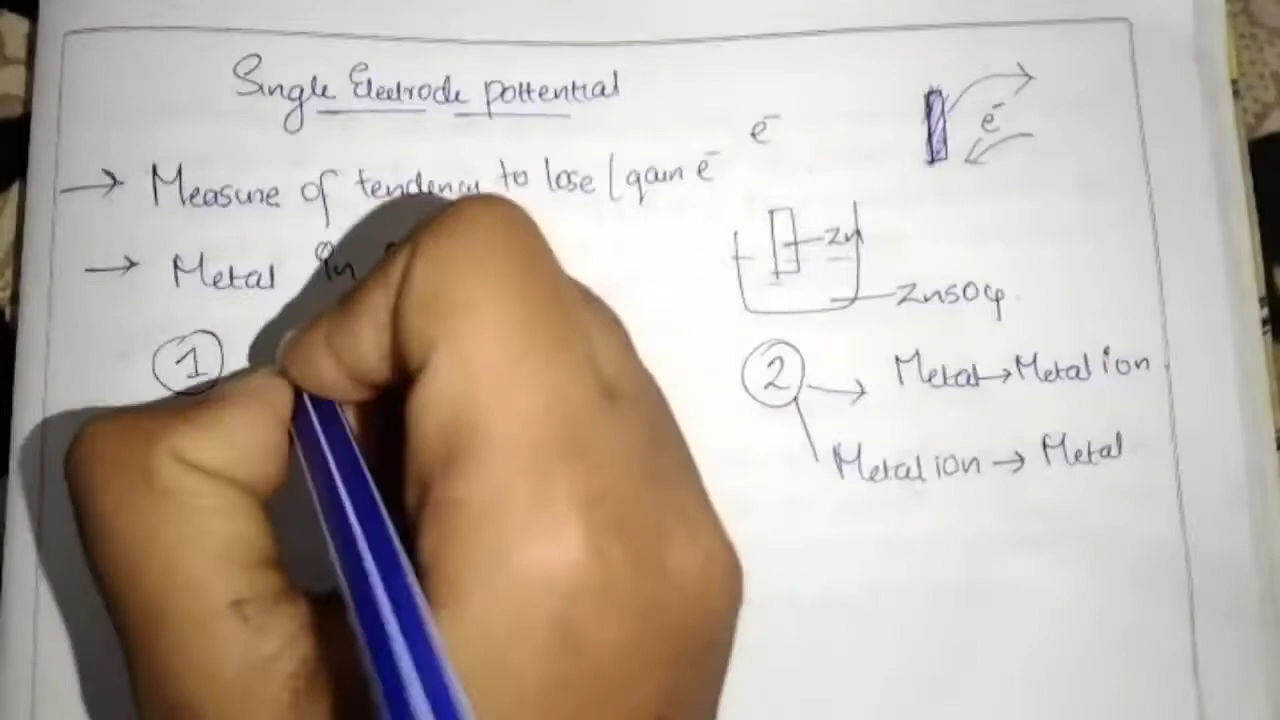 Single Electrode pottential
e⁻
e⁻
→ Measure of tendency to lose / gain e⁻
→ Metal in
Zn
ZnSO4
①
② → Metal → Metal ion
Metal ion → Metal